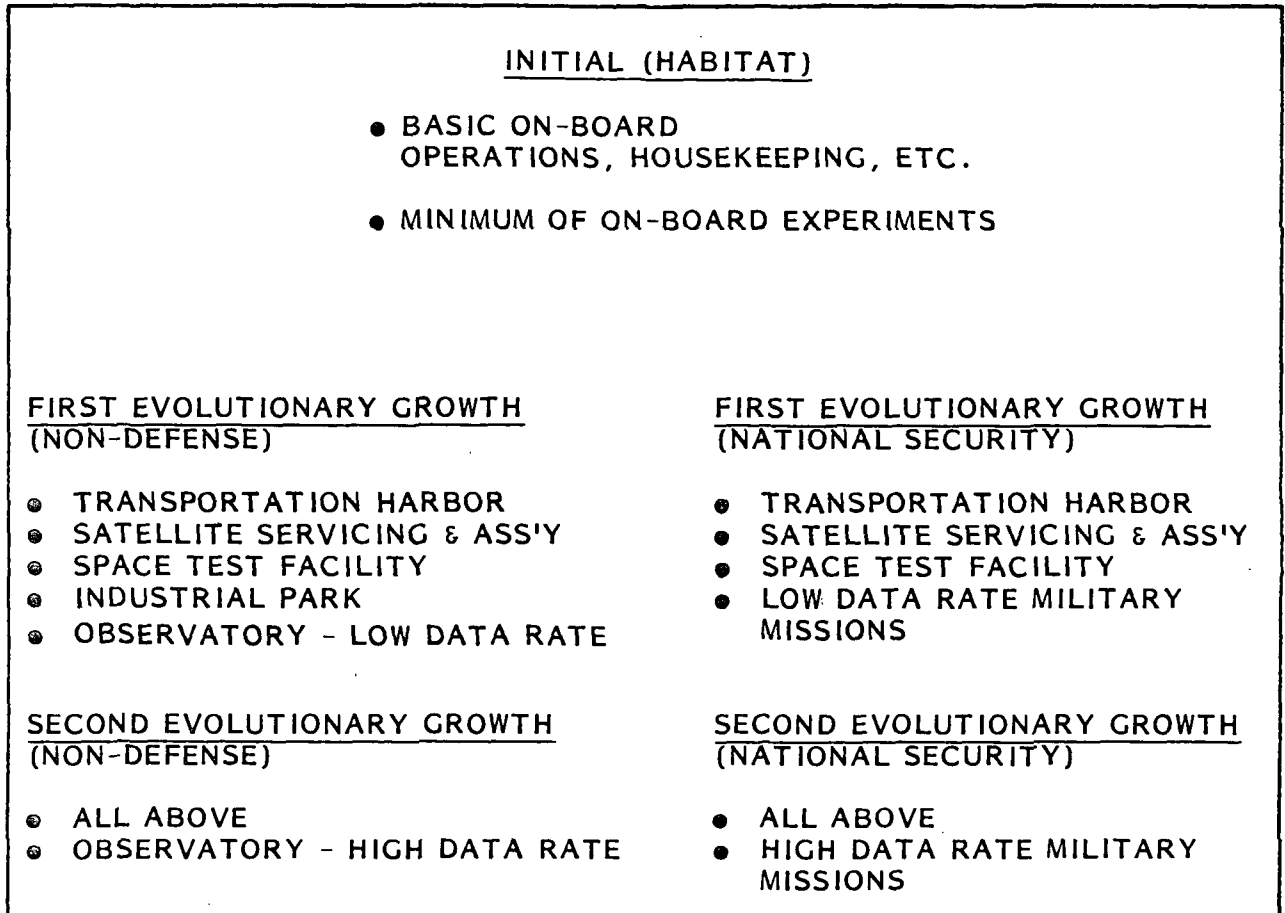 INITIAL (HABITAT)
● BASIC ON-BOARD
OPERATIONS, HOUSEKEEPING, ETC.
● MINIMUM OF ON-BOARD EXPERIMENTS
FIRST EVOLUTIONARY GROWTH
(NON-DEFENSE)
● TRANSPORTATION HARBOR
● SATELLITE SERVICING & ASS'Y
● SPACE TEST FACILITY
● INDUSTRIAL PARK
● OBSERVATORY - LOW DATA RATE
FIRST EVOLUTIONARY GROWTH
(NATIONAL SECURITY)
● TRANSPORTATION HARBOR
● SATELLITE SERVICING & ASS'Y
● SPACE TEST FACILITY
● LOW DATA RATE MILITARY
MISSIONS
SECOND EVOLUTIONARY GROWTH
(NON-DEFENSE)
● ALL ABOVE
● OBSERVATORY - HIGH DATA RATE
SECOND EVOLUTIONARY GROWTH
(NATIONAL SECURITY)
● ALL ABOVE
● HIGH DATA RATE MILITARY
MISSIONS